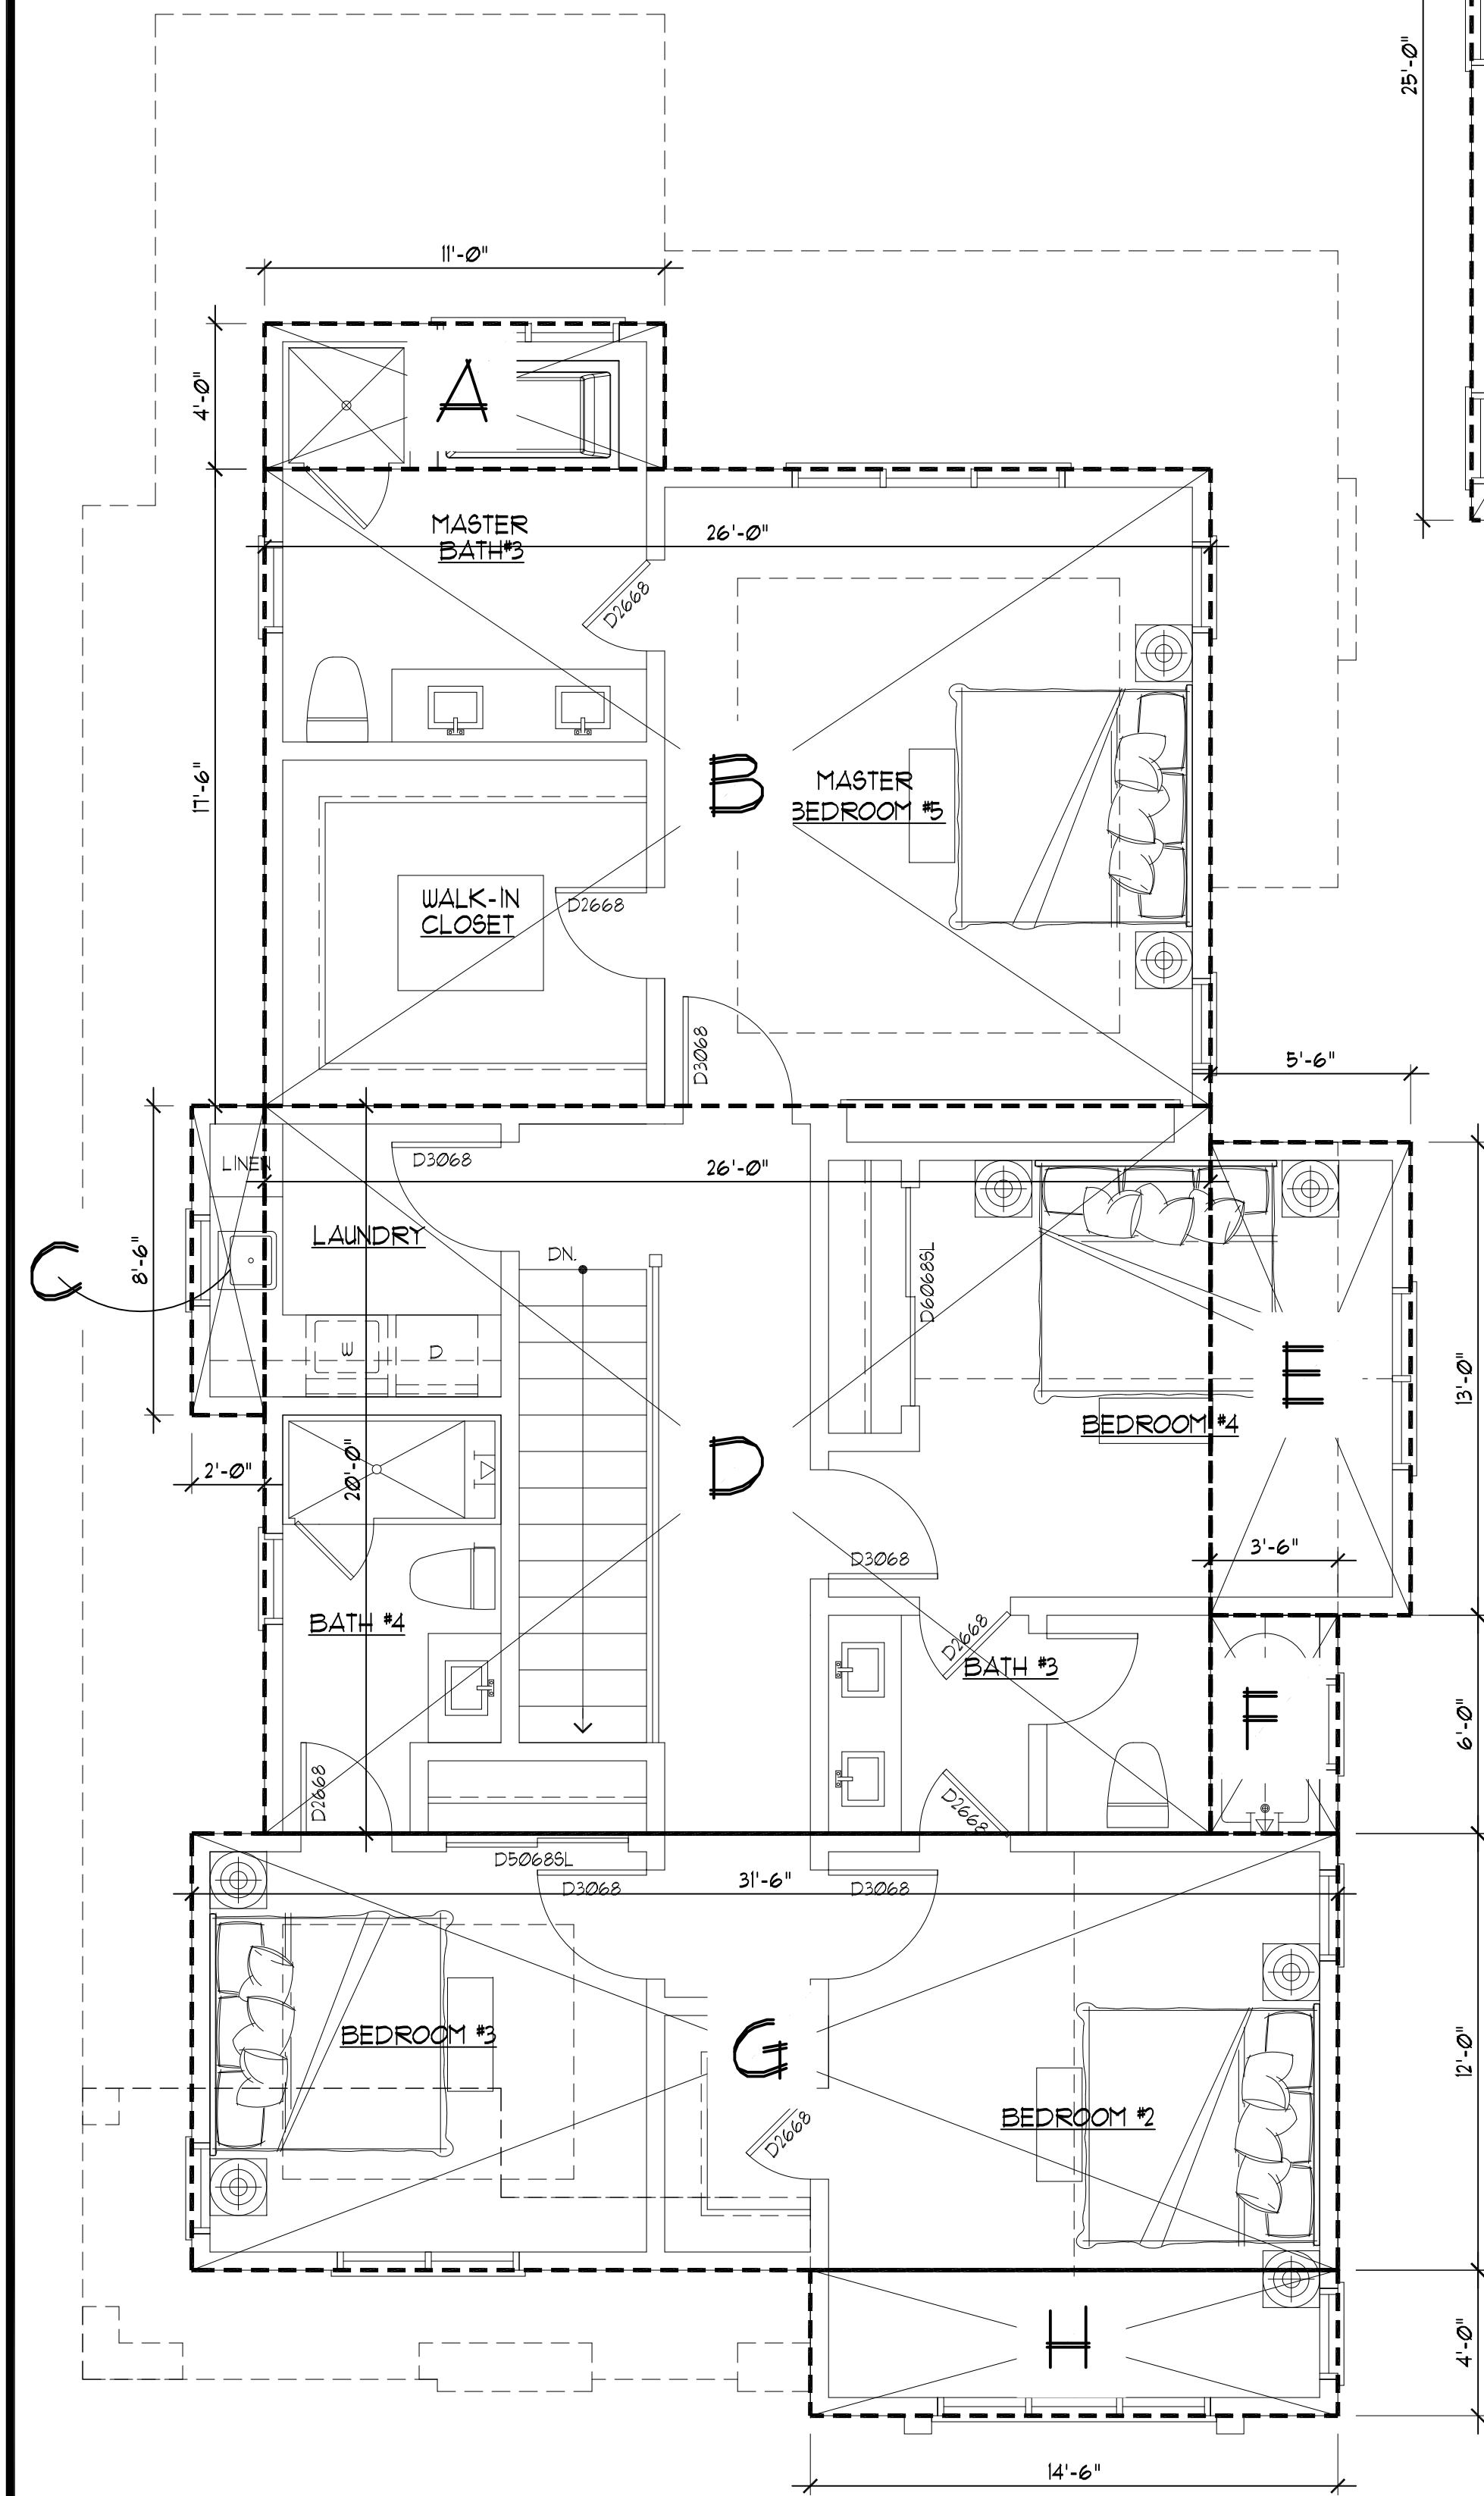 25'-0"
11'-0"
4'-0"
A
MASTER
BATH#3
26'-0"
D2668
17'-6"
B
MASTER
BEDROOM #5
WALK-IN
CLOSET
D2668
D3068
5'-6"
LINEN
D3068
26'-0"
LAUNDRY
DN.
D6068SL
C
8'-6"
W
D
E
13'-0"
BEDROOM #4
2'-0"
20'-0"
D
3'-6"
D3068
BATH #4
D2668
BATH #3
F
6'-0"
D2668
D2668
D5068SL
31'-6"
D3068
D3068
BEDROOM #3
G
12'-0"
BEDROOM #2
D2668
H
4'-0"
14'-6"